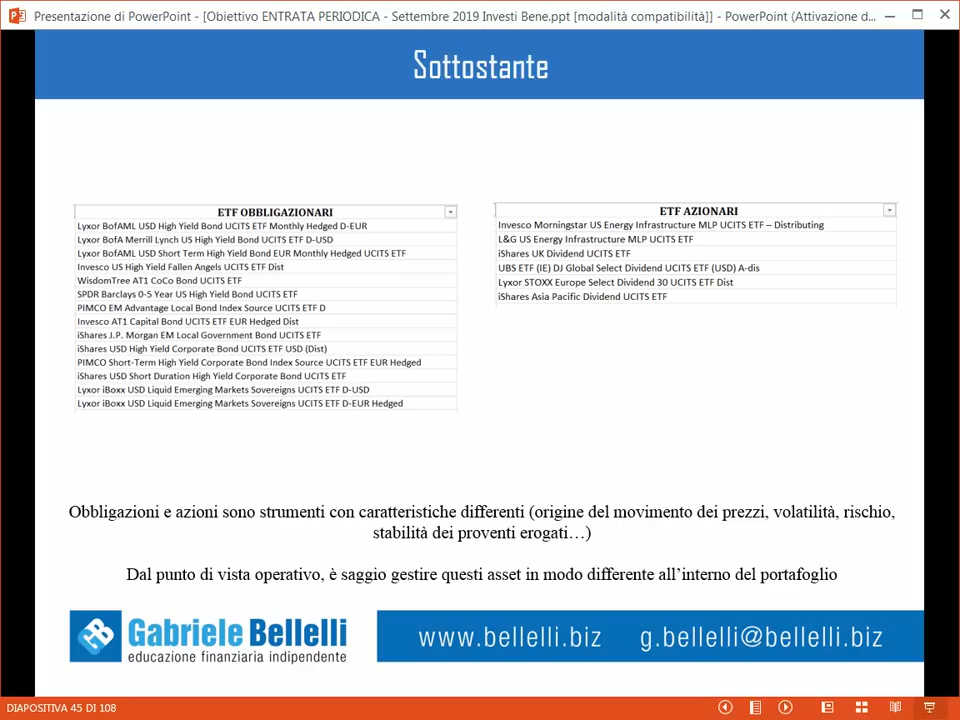 Presentazione di PowerPoint - [Obiettivo ENTRATA PERIODICA - Settembre 2019 Investi Bene.ppt [modalità compatibilità]] - PowerPoint (Attivazione d...
Sottostante
ETF OBBLIGAZIONARI
Lyxor BofAML USD High Yield Bond UCITS ETF Monthly Hedged D-EUR
Lyxor BofA Merrill Lynch US High Yield Bond UCITS ETF D-USD
Lyxor BofAML USD Short Term High Yield Bond EUR Monthly Hedged UCITS ETF
Invesco US High Yield Fallen Angels UCITS ETF Dist
WisdomTree AT1 CoCo Bond UCITS ETF
SPDR Barclays 0-5 Year US High Yield Bond UCITS ETF
PIMCO EM Advantage Local Bond Index Source UCITS ETF D
Invesco AT1 Capital Bond UCITS ETF EUR Hedged Dist
iShares J.P. Morgan EM Local Government Bond UCITS ETF
iShares USD High Yield Corporate Bond UCITS ETF USD (Dist)
PIMCO Short-Term High Yield Corporate Bond Index Source UCITS ETF EUR Hedged
iShares USD Short Duration High Yield Corporate Bond UCITS ETF
Lyxor iBoxx USD Liquid Emerging Markets Sovereigns UCITS ETF D-USD
Lyxor iBoxx USD Liquid Emerging Markets Sovereigns UCITS ETF D-EUR Hedged
ETF AZIONARI
Invesco Morningstar US Energy Infrastructure MLP UCITS ETF – Distributing
L&G US Energy Infrastructure MLP UCITS ETF
iShares UK Dividend UCITS ETF
UBS ETF (IE) DJ Global Select Dividend UCITS ETF (USD) A-dis
Lyxor STOXX Europe Select Dividend 30 UCITS ETF Dist
iShares Asia Pacific Dividend UCITS ETF
Obbligazioni e azioni sono strumenti con caratteristiche differenti (origine del movimento dei prezzi, volatilità, rischio,
stabilità dei proventi erogati…)
Dal punto di vista operativo, è saggio gestire questi asset in modo differente all’interno del portafoglio
GB
Gabriele Bellelli
educazione finanziaria indipendente
www.bellelli.biz g.bellelli@bellelli.biz
DIAPOSITIVA 45 DI 108